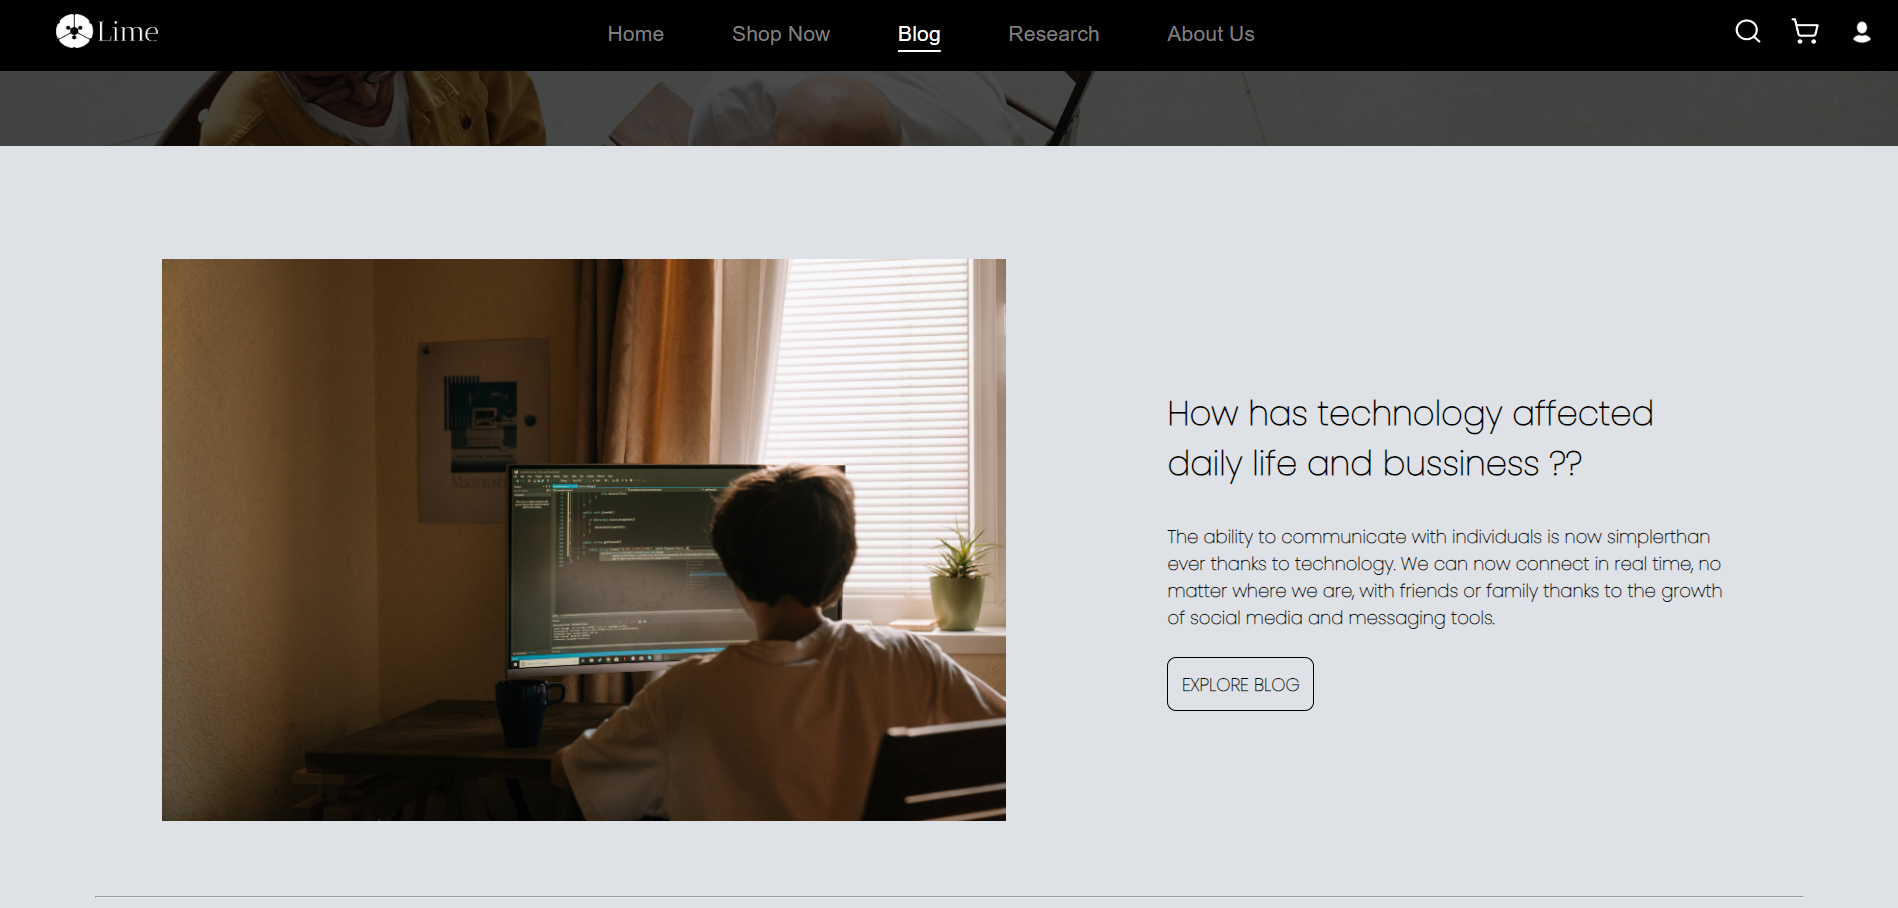 Lime
Home
Shop Now
Blog
Research
About Us
How has technology affected
daily life and bussiness ??
The ability to communicate with individuals is now simplerthan
ever thanks to technology. We can now connect in real time, no
matter where we are, with friends or family thanks to the growth
of social media and messaging tools.
EXPLORE BLOG